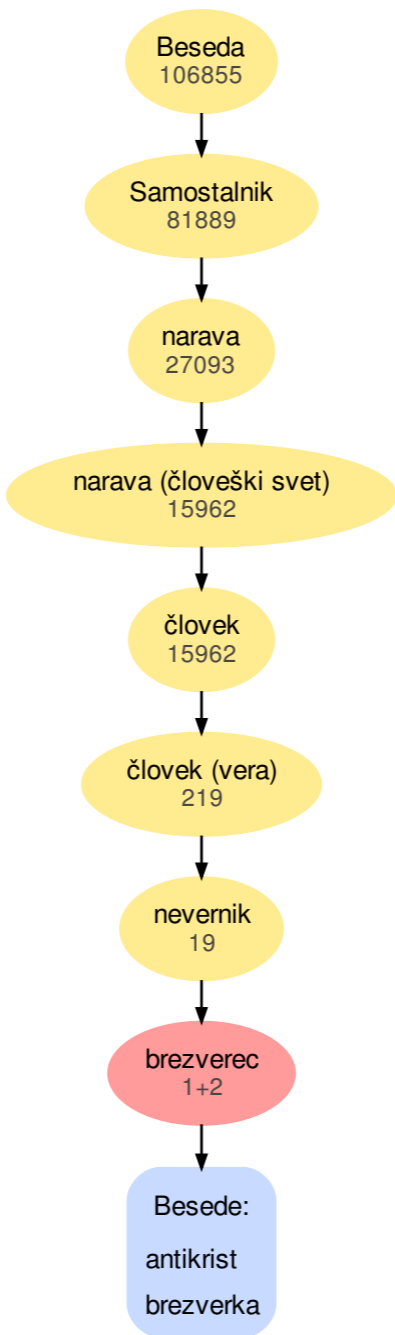 Beseda
106855
Samostalnik
81889
narava
27093
narava (človeški svet)
15962
človek
15962
človek (vera)
219
nevernik
19
brezverec
1+2
Besede:
antikrist
brezverka